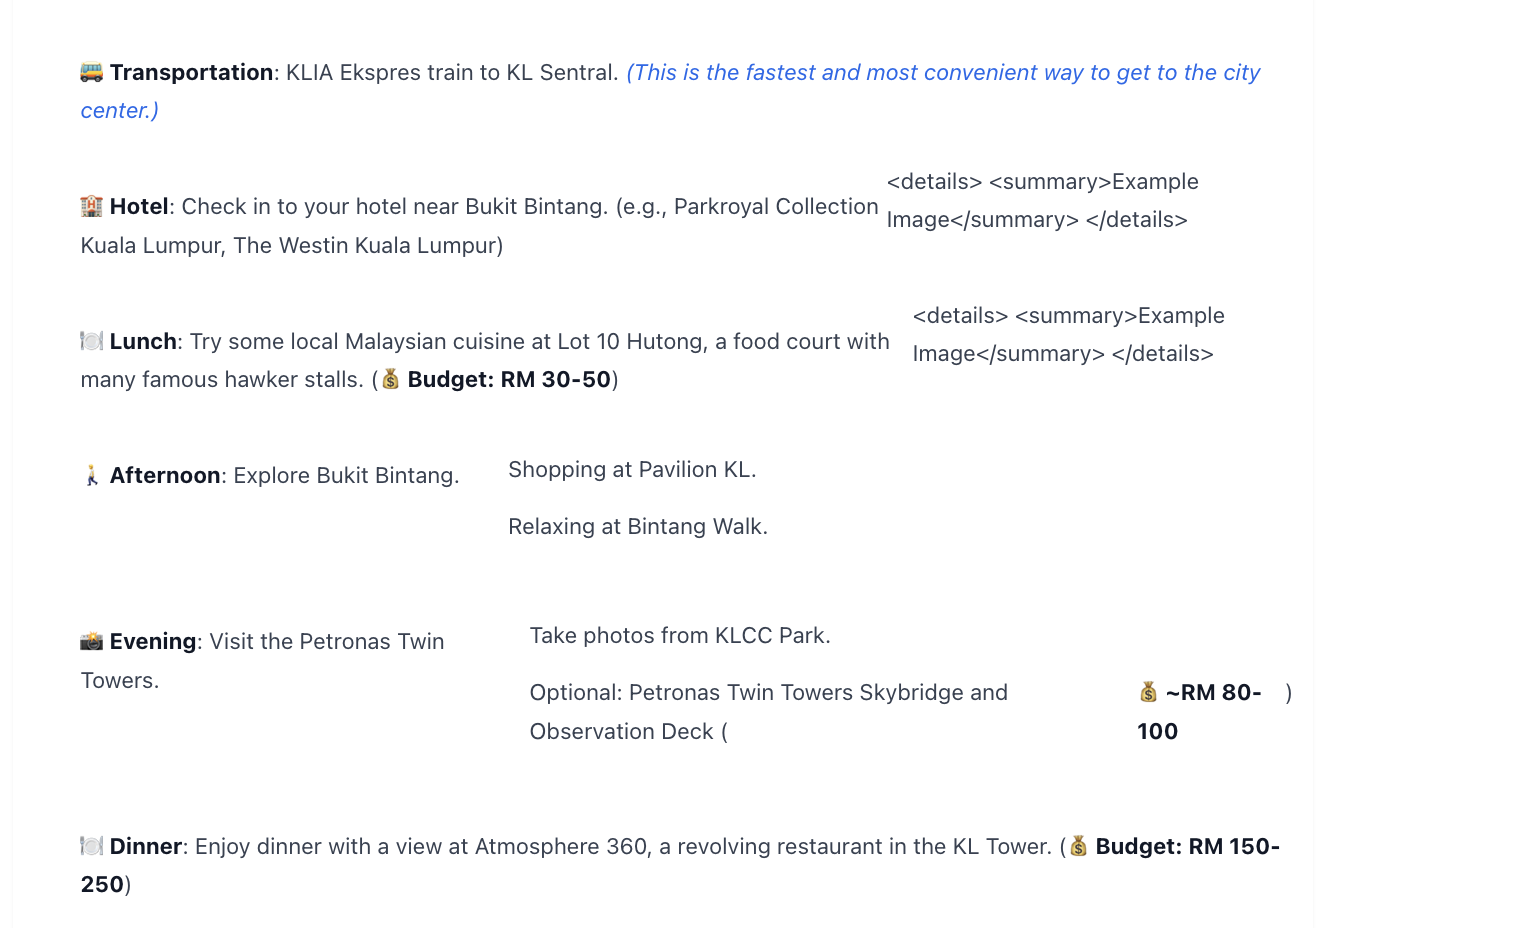 🚌 Transportation: KLIA Ekspres train to KL Sentral. (This is the fastest and most convenient way to get to the city
center.)
🏨 Hotel: Check in to your hotel near Bukit Bintang. (e.g., Parkroyal Collection
Kuala Lumpur, The Westin Kuala Lumpur)
<details> <summary>Example
Image</summary> </details>
🍽️ Lunch: Try some local Malaysian cuisine at Lot 10 Hutong, a food court with
many famous hawker stalls. (💰 Budget: RM 30-50)
<details> <summary>Example
Image</summary> </details>
🚶 Afternoon: Explore Bukit Bintang.
Shopping at Pavilion KL.
Relaxing at Bintang Walk.
📸 Evening: Visit the Petronas Twin
Towers.
Take photos from KLCC Park.
Optional: Petronas Twin Towers Skybridge and
Observation Deck (
💰 ~RM 80-
100
)
🍽️ Dinner: Enjoy dinner with a view at Atmosphere 360, a revolving restaurant in the KL Tower. (💰 Budget: RM 150-
250)